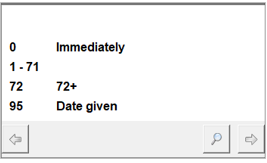 0 Immediately
1 - 71
72 72+
95 Date given